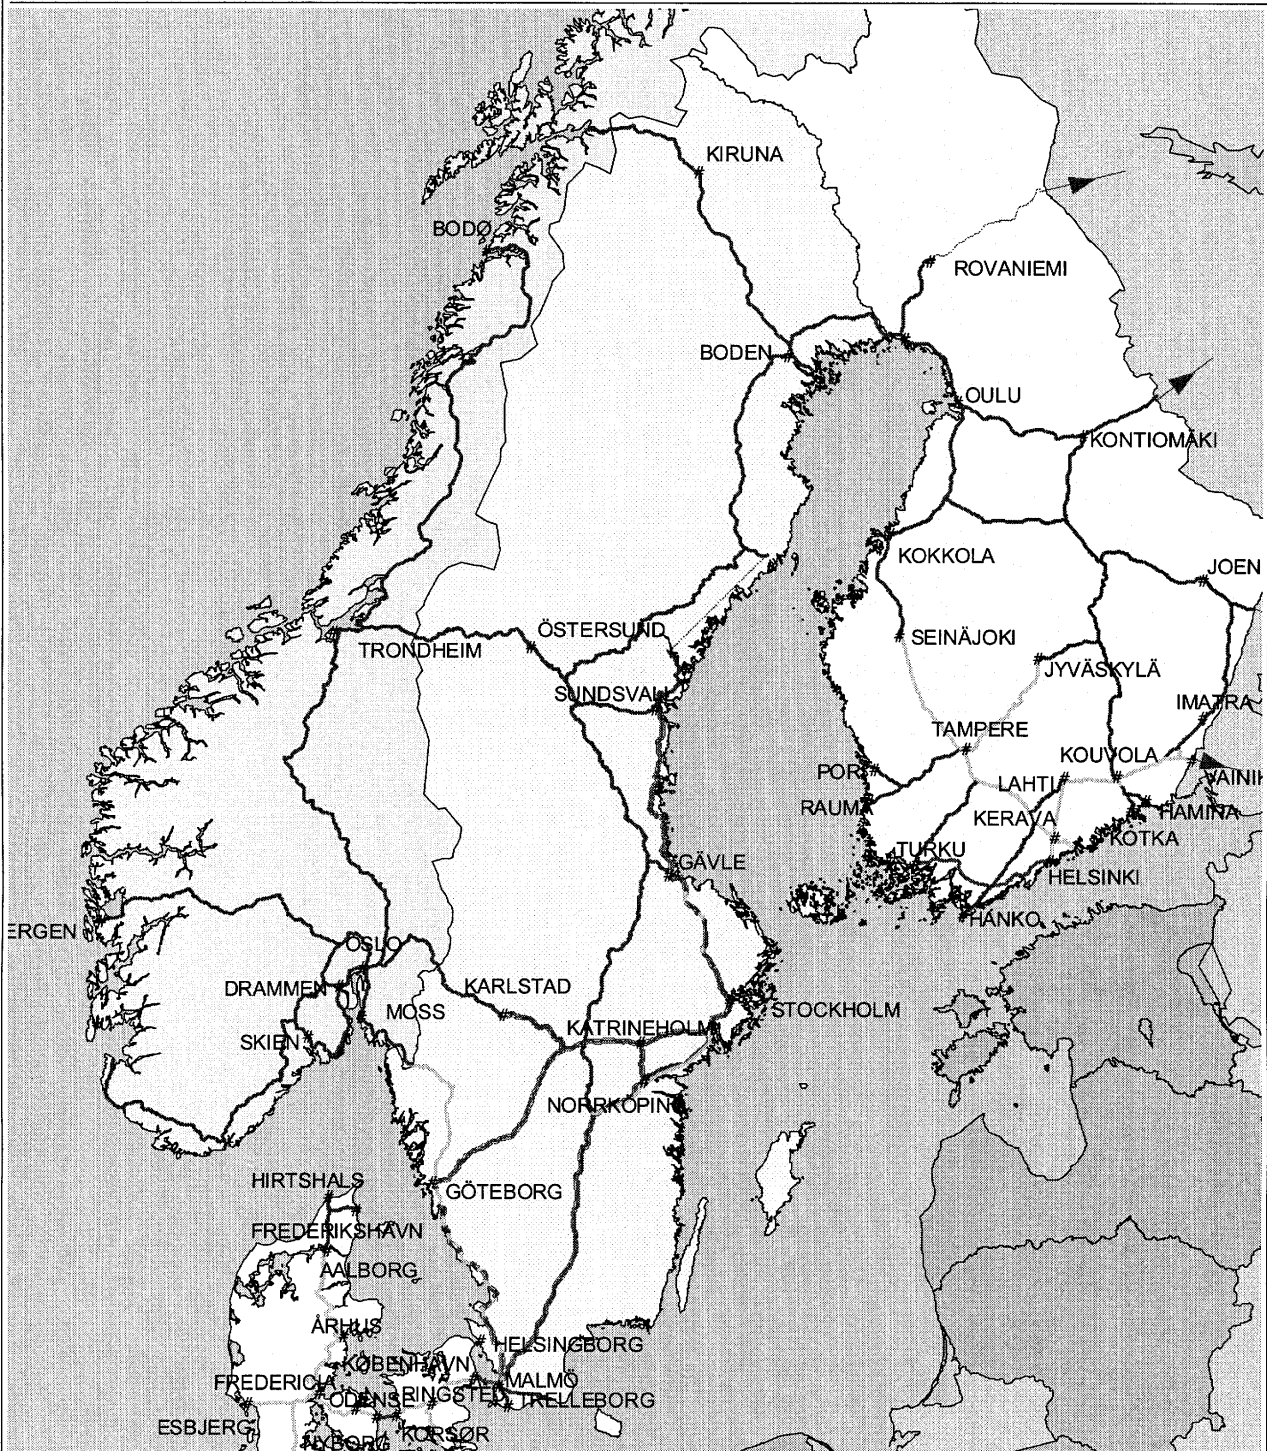 KIRUNA
BODØ
ROVANIEMI
BODEN
OULU
KONTIOMÄKI
KOKKOLA
JOEN
ÖSTERSUND
SEINÄJOKI
TRONDHEIM
JYVÄSKYLÄ
SUNDSVALL
IMATRA
TAMPERE
KOUVOLA
PORI
LAHTI
VAINIK
RAUMA
HAMINA
KERAVA
KOTKA
TURKU
GÄVLE
HELSINKI
HANKO
ERGEN
OSLO
DRAMMEN
KARLSTAD
MOSS
STOCKHOLM
KATRINEHOLM
SKIEN
NORRKÖPING
HIRTSHALS
GÖTEBORG
FREDERIKSHAVN
AALBORG
ÅRHUS
HELSINGBORG
KØBENHAVN
FREDERICIA
MALMÖ
ODENSE
RINGSTED
TRELLEBORG
ESBJERG
KORSØR
NYBORG